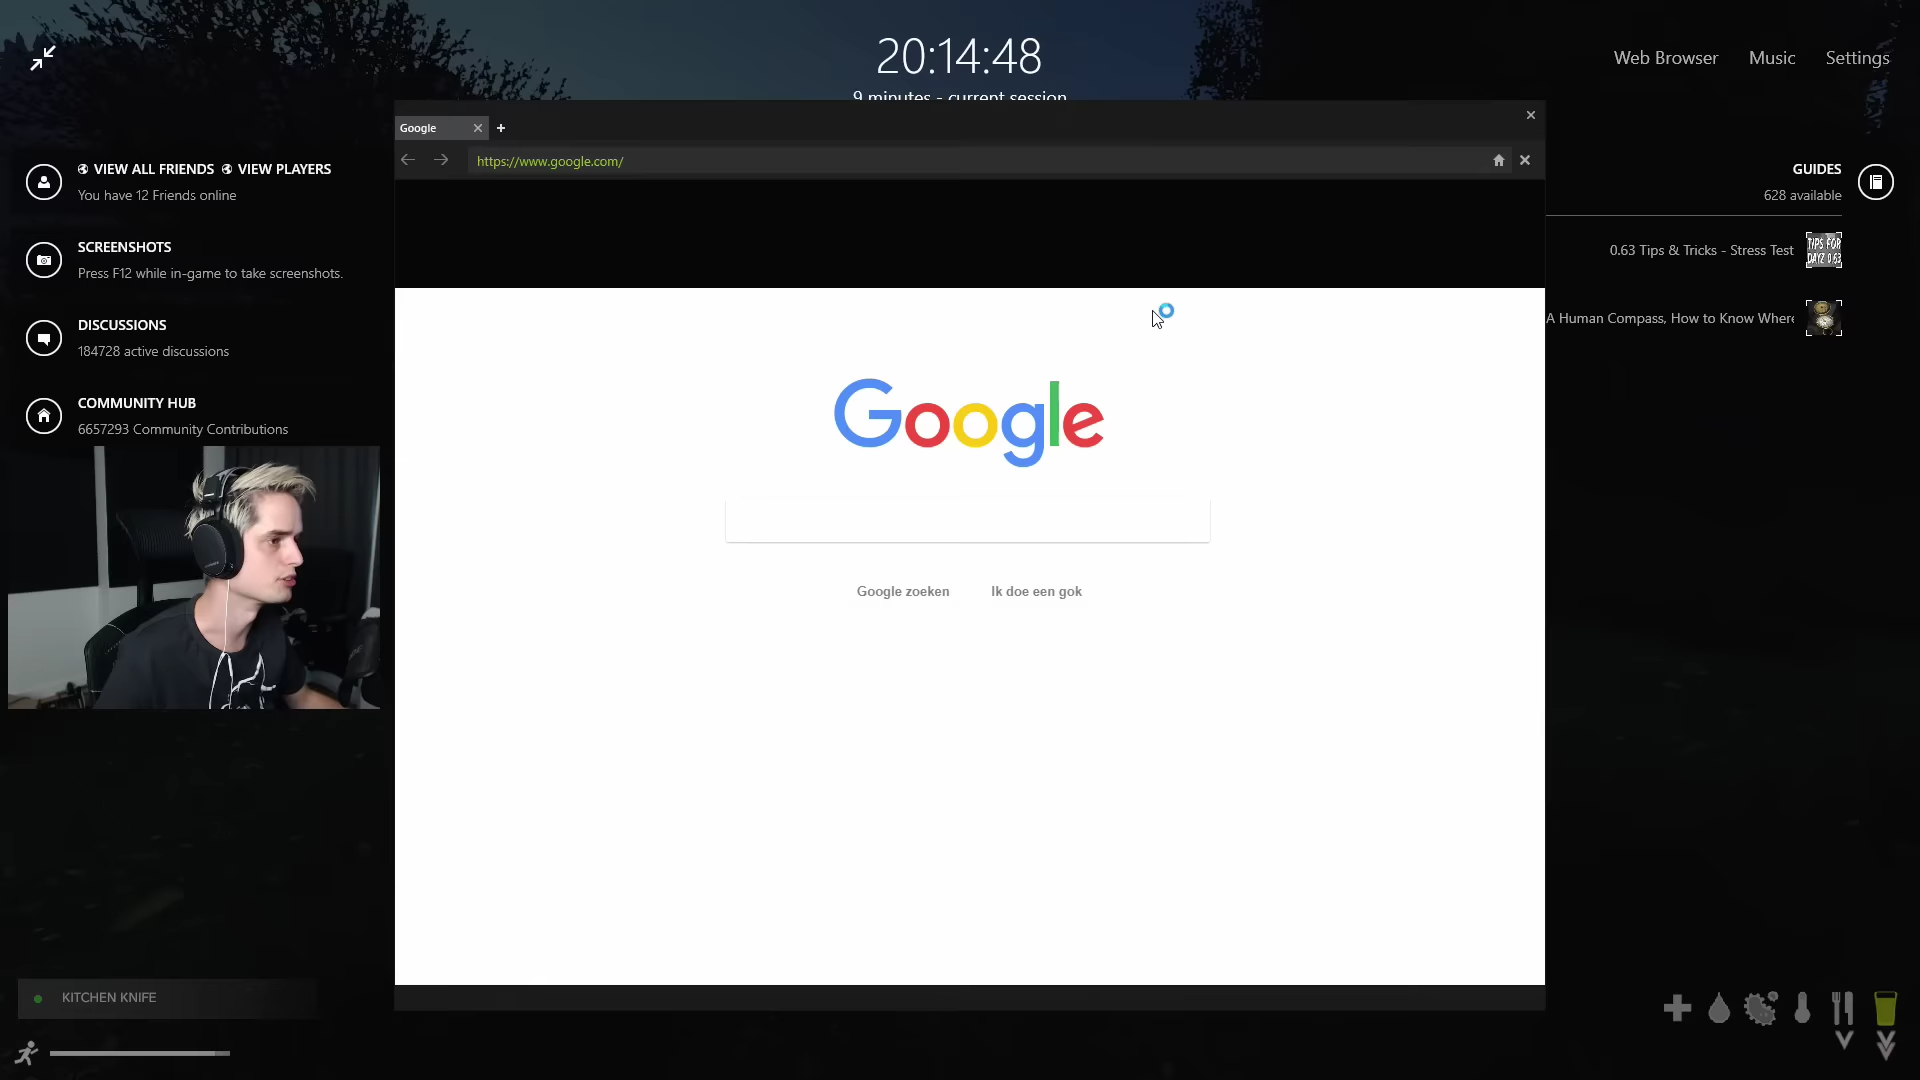 20:14:48
9 minutes - current session
Web Browser
Music
Settings
Google
https://www.google.com/
VIEW ALL FRIENDS
VIEW PLAYERS
You have 12 Friends online
SCREENSHOTS
Press F12 while in-game to take screenshots.
DISCUSSIONS
184728 active discussions
COMMUNITY HUB
6657293 Community Contributions
GUIDES
628 available
0.63 Tips & Tricks - Stress Test
TIPS FOR
DAYZ 0.63
A Human Compass, How to Know Where
Google
Google zoeken
Ik doe een gok
KITCHEN KNIFE